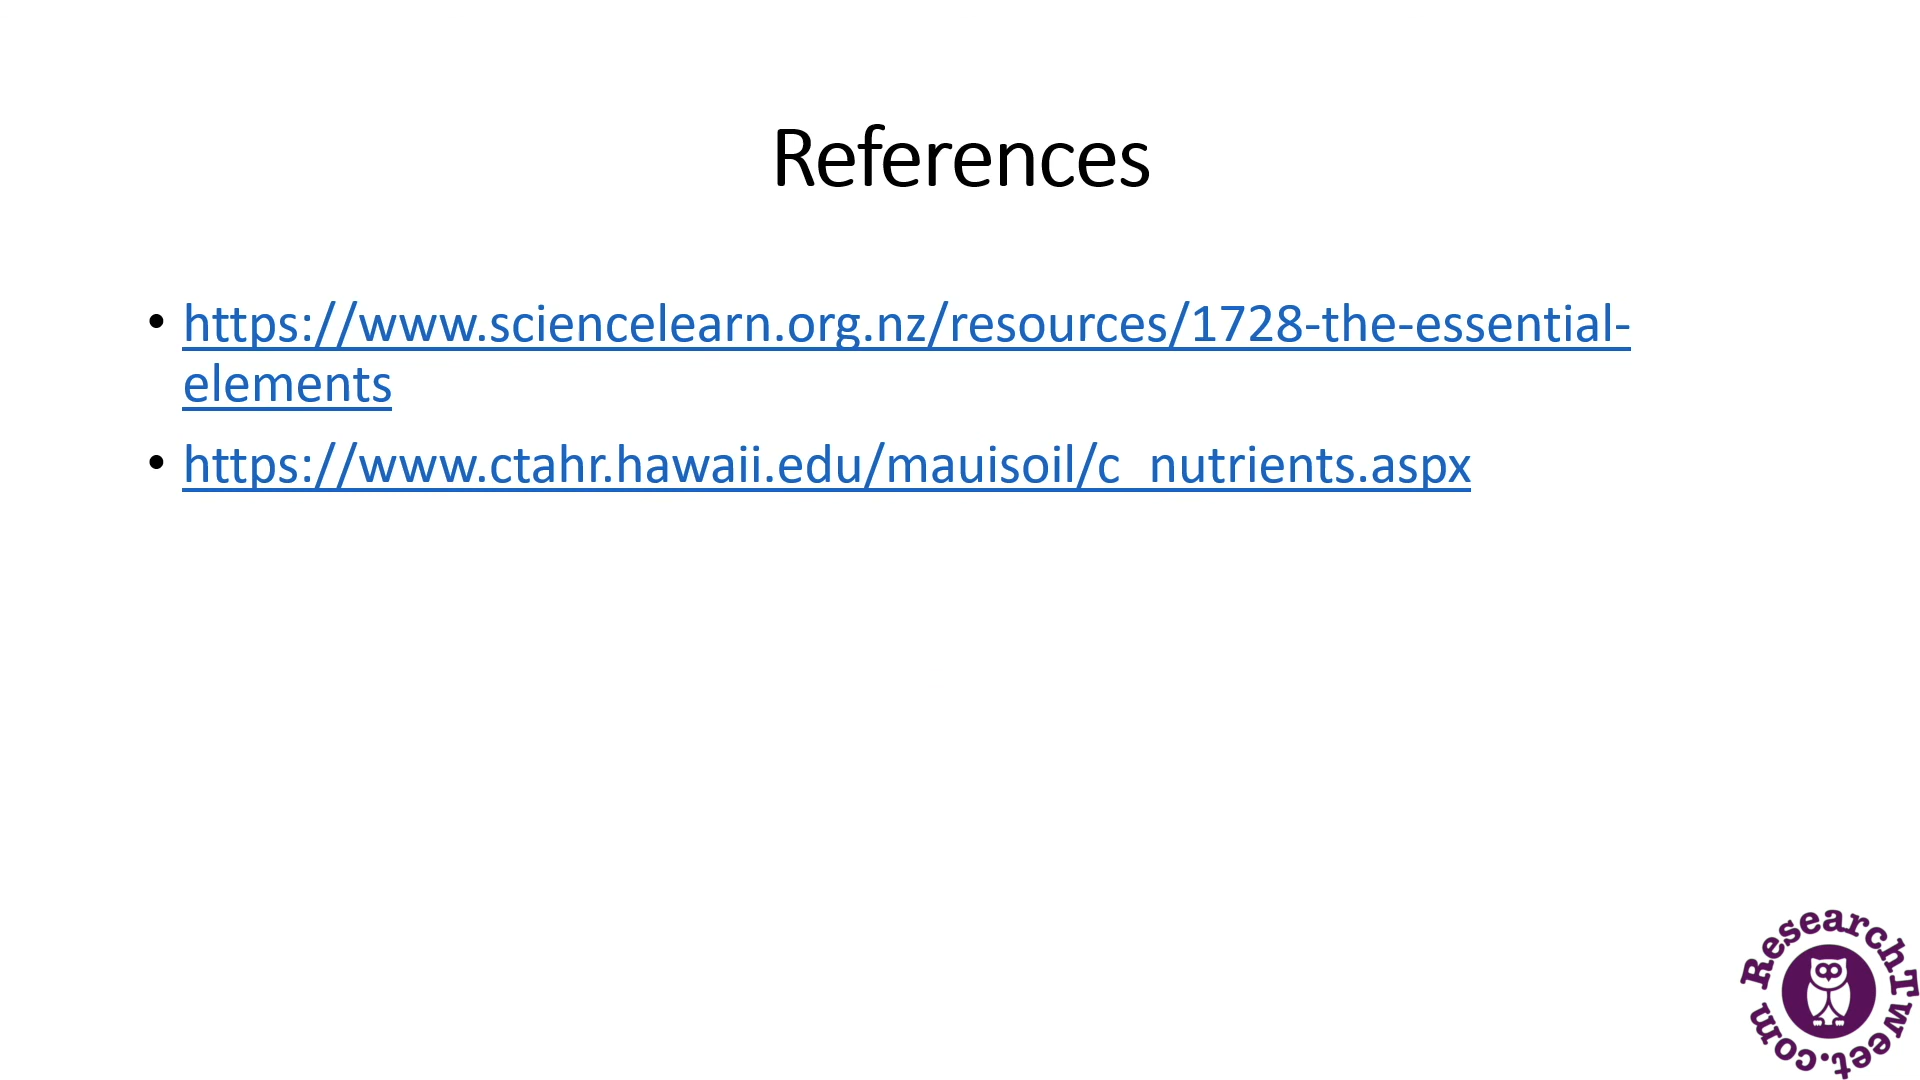 References
• https://www.sciencelearn.org.nz/resources/1728-the-essential-
elements
• https://www.ctahr.hawaii.edu/mauisoil/c_nutrients.aspx
ResearchTweet.com